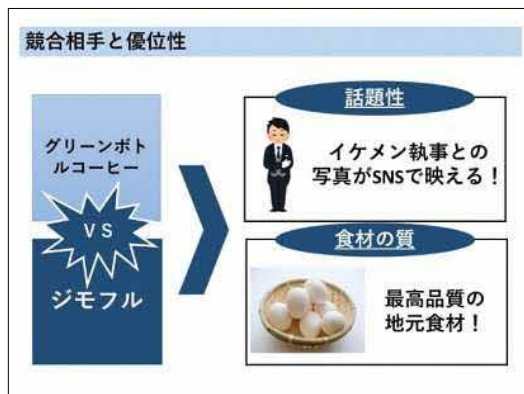 競合相手と優位性
グリーンボト
ルコーヒー
VS
ジモフル
話題性
イケメン執事との
写真がSNSで映える！
食材の質
最高品質の
地元食材！